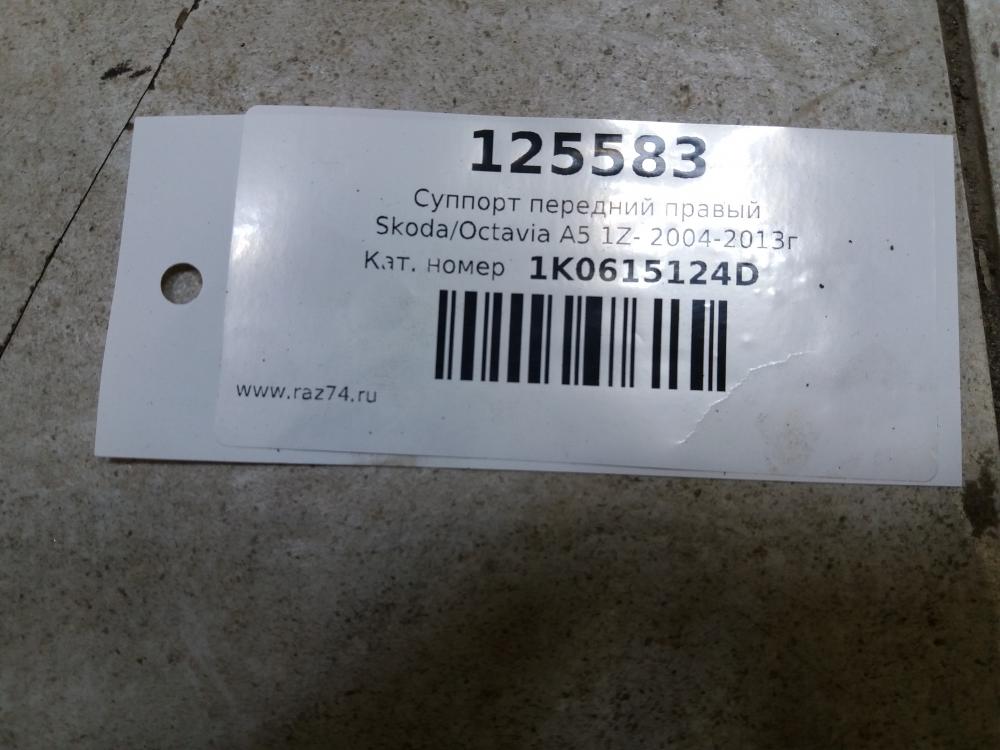 125583
Суппорт передний правый
Skoda/Octavia A5 1Z- 2004-2013г
Кат. номер 1K0615124D
www.raz74.ru